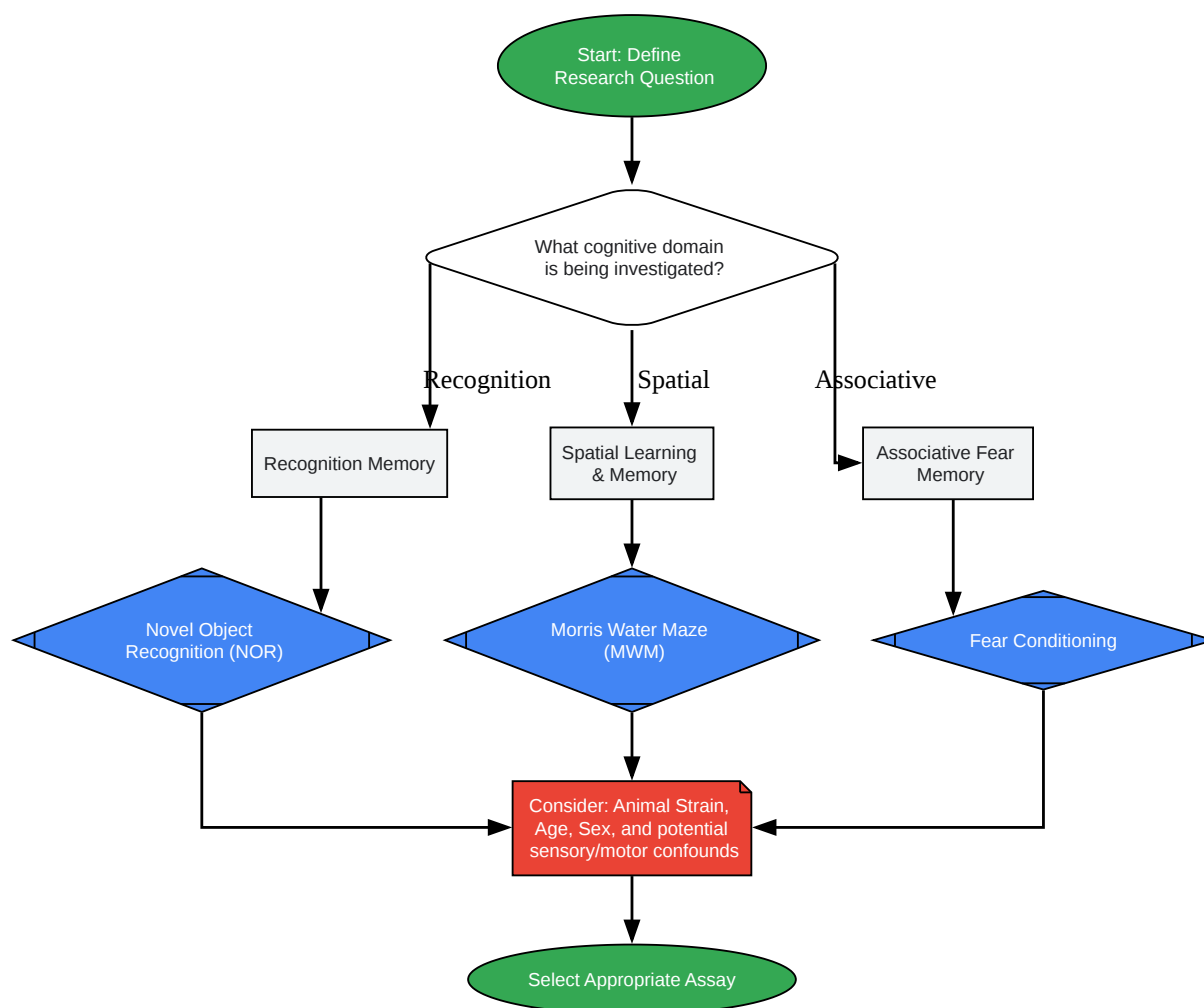 Start: Define
Research Question
What cognitive domain
is being investigated?
Recognition
Spatial
Associative
Recognition Memory
Spatial Learning
& Memory
Associative Fear
Memory
Novel Object
Recognition (NOR)
Morris Water Maze
(MWM)
Fear Conditioning
Consider: Animal Strain,
Age, Sex, and potential
sensory/motor confounds
Select Appropriate Assay